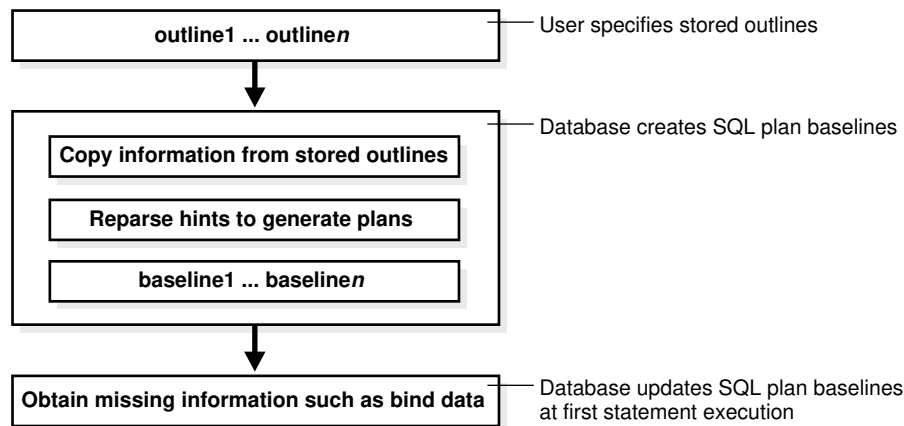 outline1 ... outlinen
User specifies stored outlines
Database creates SQL plan baselines
Copy information from stored outlines
Reparse hints to generate plans
baseline1 ... baselinen
Obtain missing information such as bind data
Database updates SQL plan baselines
at first statement execution